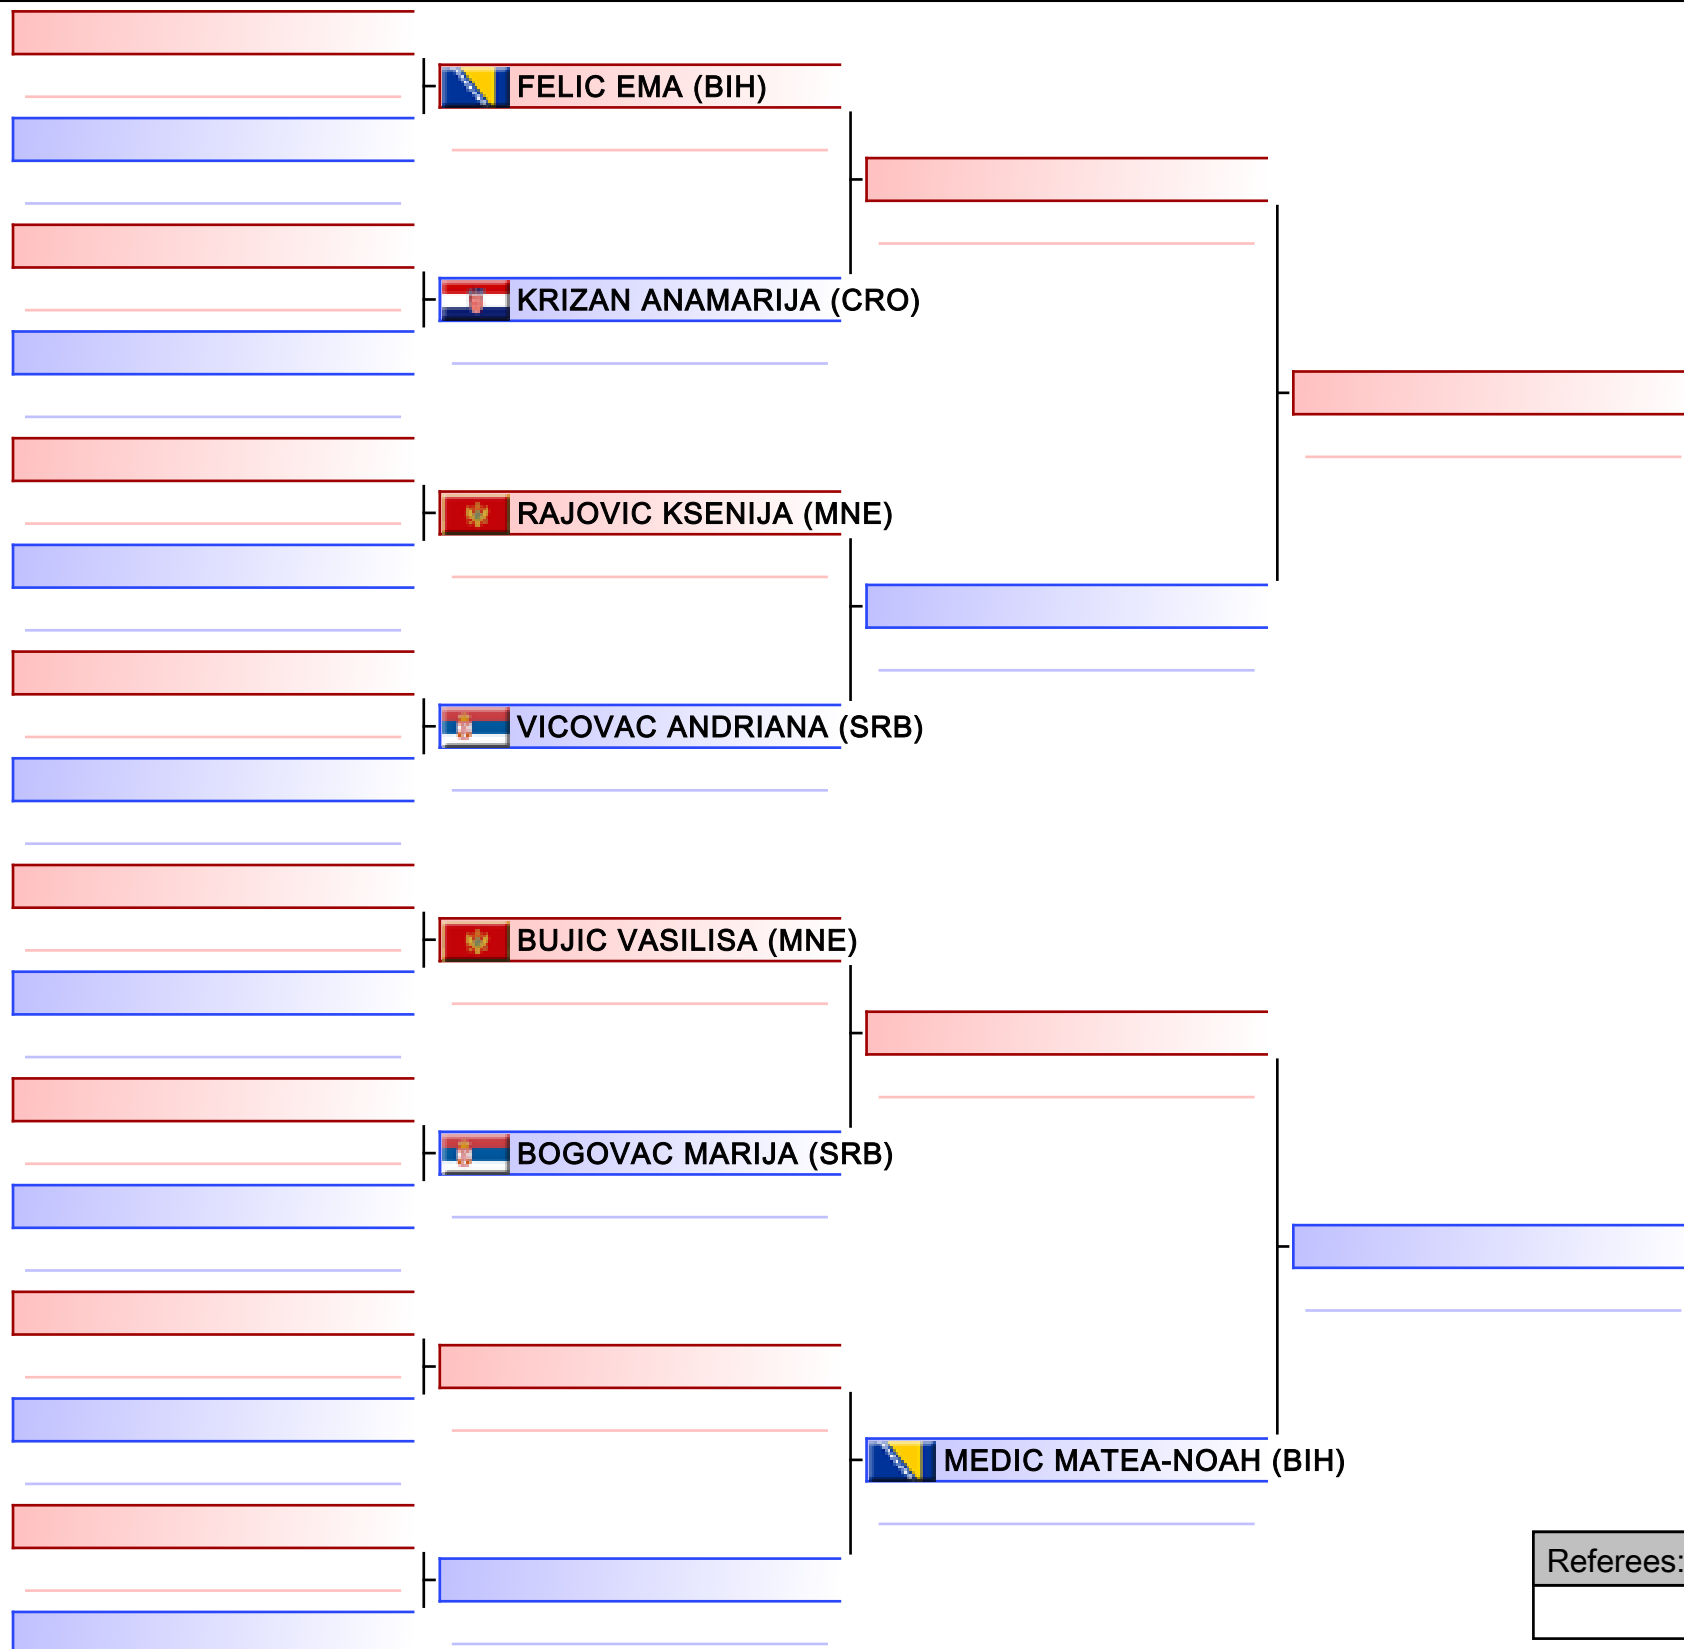 FELIC EMA (BIH)
KRIZAN ANAMARIJA (CRO)
RAJOVIC KSENIJA (MNE)
VICOVAC ANDRIANA (SRB)
BUJIC VASILISA (MNE)
BOGOVAC MARIJA (SRB)
MEDIC MATEA-NOAH (BIH)
Referees: